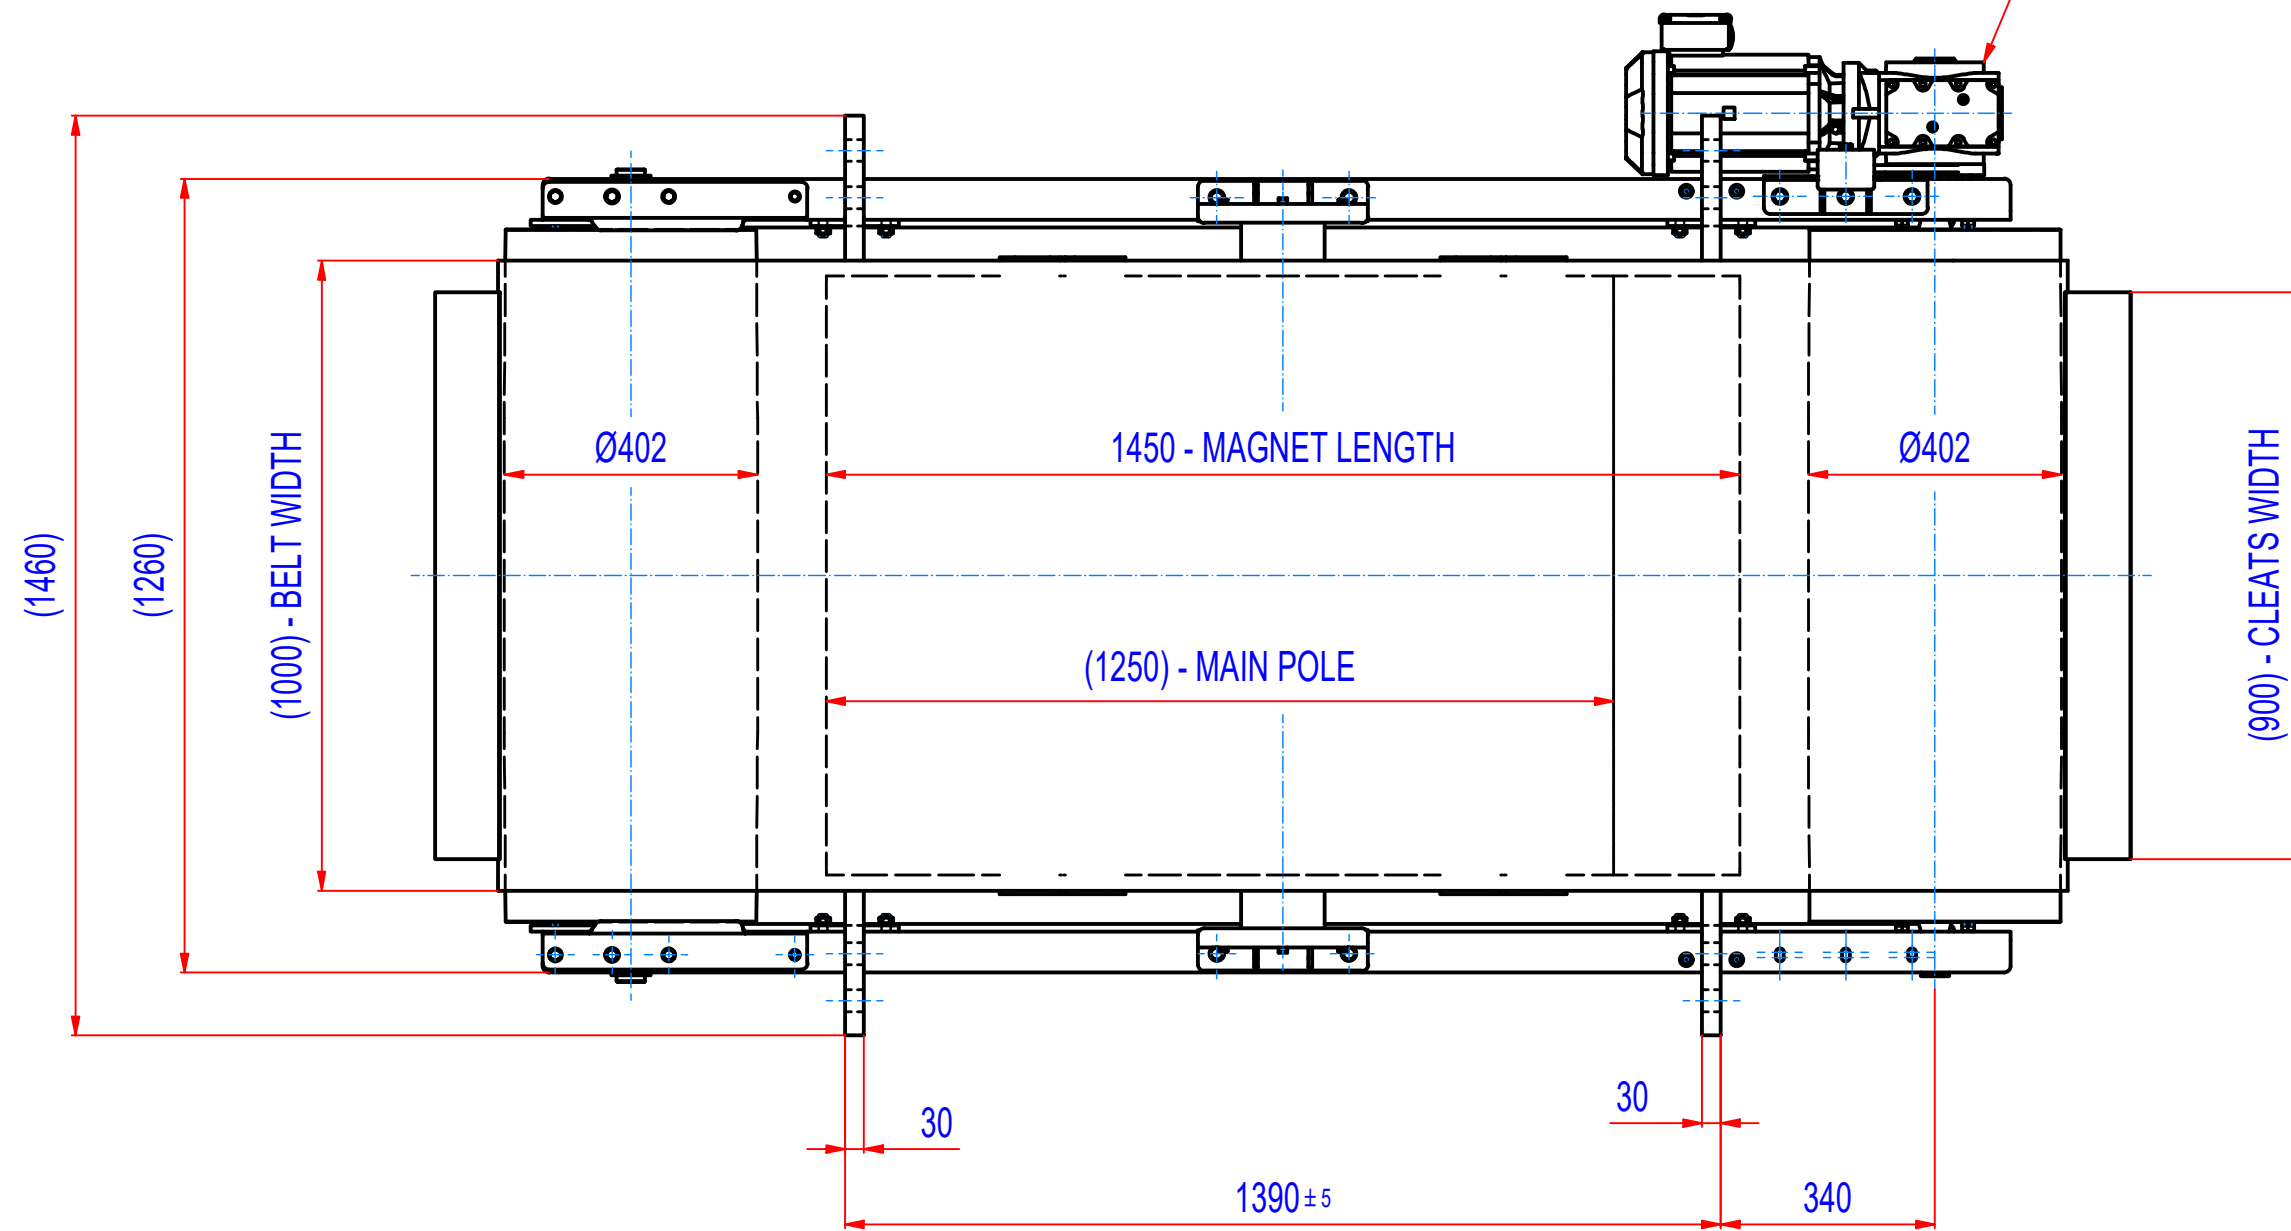 Ø402
1450 - MAGNET LENGTH
Ø402
(1460)
(1260)
(1000) - BELT WIDTH
(900) - CLEATS WIDTH
(1250) - MAIN POLE
30
30
1390 ± 5
340